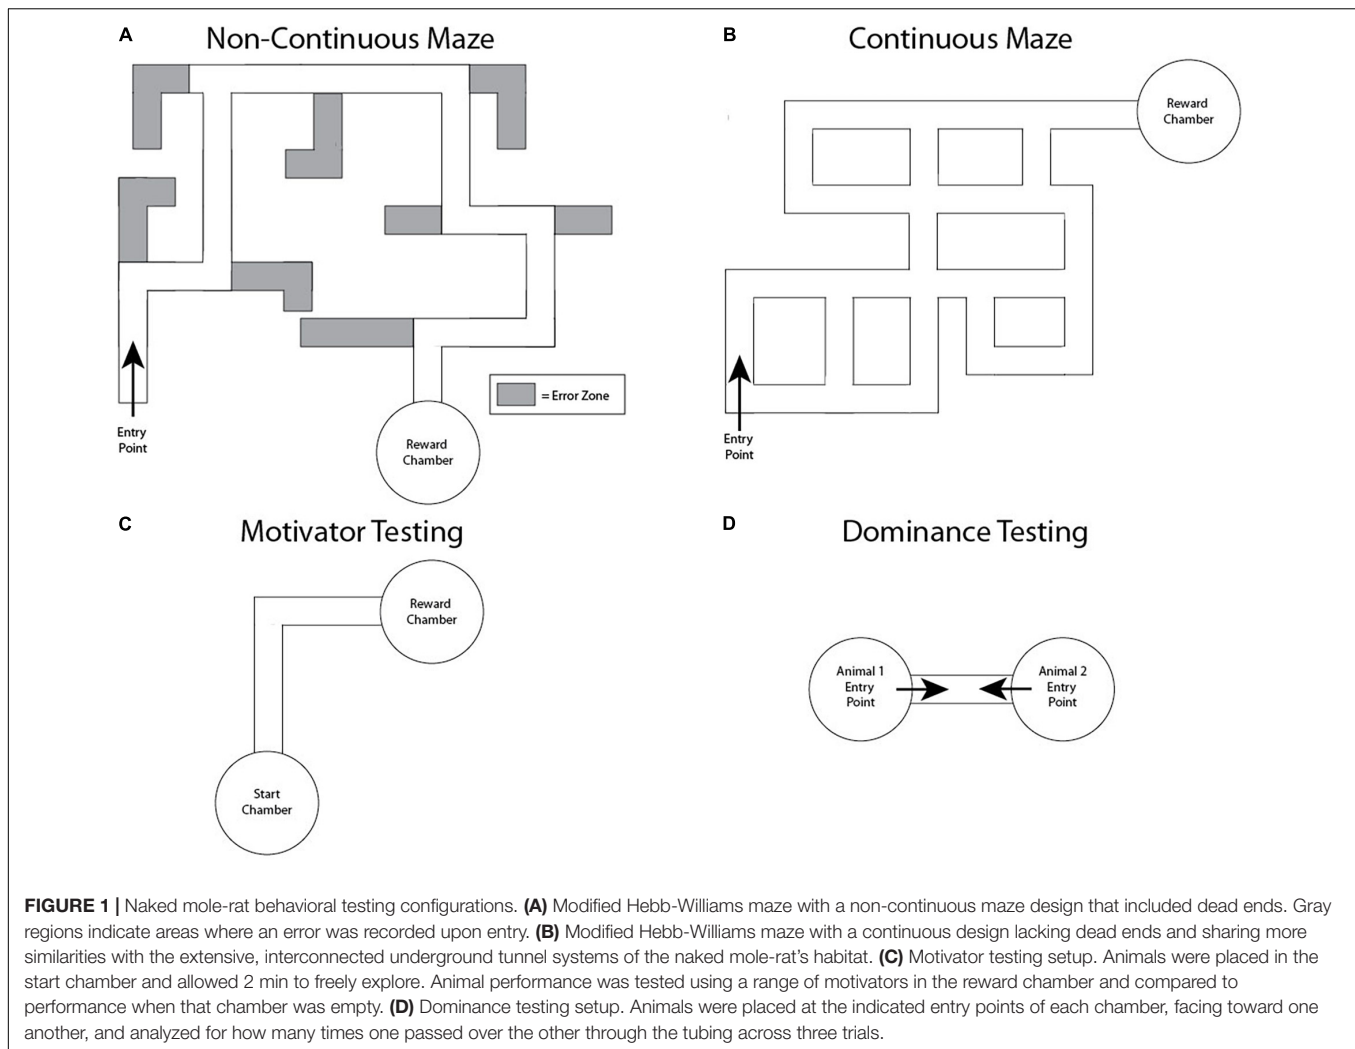 A
Non-Continuous Maze
Entry
Point
Reward
Chamber
= Error Zone
B
Continuous Maze
Reward
Chamber
Entry
Point
C
Motivator Testing
Reward
Chamber
Start
Chamber
D
Dominance Testing
Animal 1
Entry
Point
Animal 2
Entry
Point
FIGURE 1 | Naked mole-rat behavioral testing configurations. (A) Modified Hebb-Williams maze with a non-continuous maze design that included dead ends. Gray
regions indicate areas where an error was recorded upon entry. (B) Modified Hebb-Williams maze with a continuous design lacking dead ends and sharing more
similarities with the extensive, interconnected underground tunnel systems of the naked mole-rat's habitat. (C) Motivator testing setup. Animals were placed in the
start chamber and allowed 2 min to freely explore. Animal performance was tested using a range of motivators in the reward chamber and compared to
performance when that chamber was empty. (D) Dominance testing setup. Animals were placed at the indicated entry points of each chamber, facing toward one
another, and analyzed for how many times one passed over the other through the tubing across three trials.